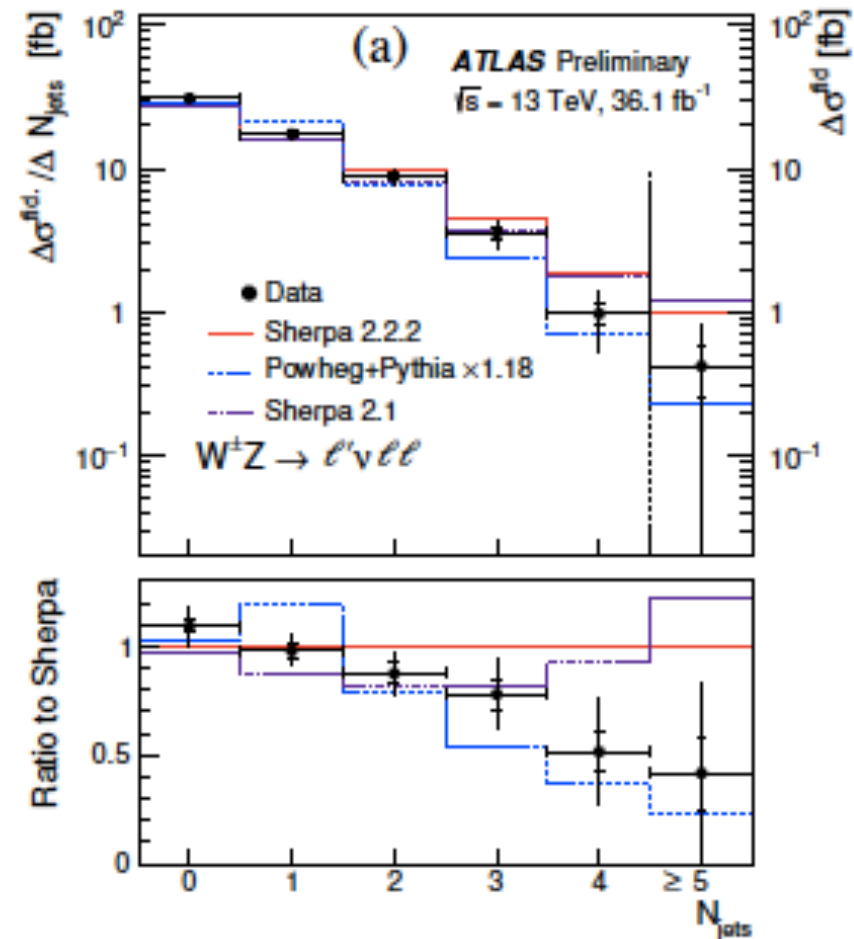 (a)
ATLAS Preliminary
√s = 13 TeV, 36.1 fb⁻¹
Δσ^fid. /Δ N_jets [fb]
Δσ^fid [fb]
10²
10
1
10⁻¹
10²
10
1
10⁻¹
Data
Sherpa 2.2.2
Powheg+Pythia ×1.18
Sherpa 2.1
W^±Z → ℓ'ν ℓℓ
Ratio to Sherpa
1
0.5
0
0 1 2 3 4 ≥ 5
N_jets